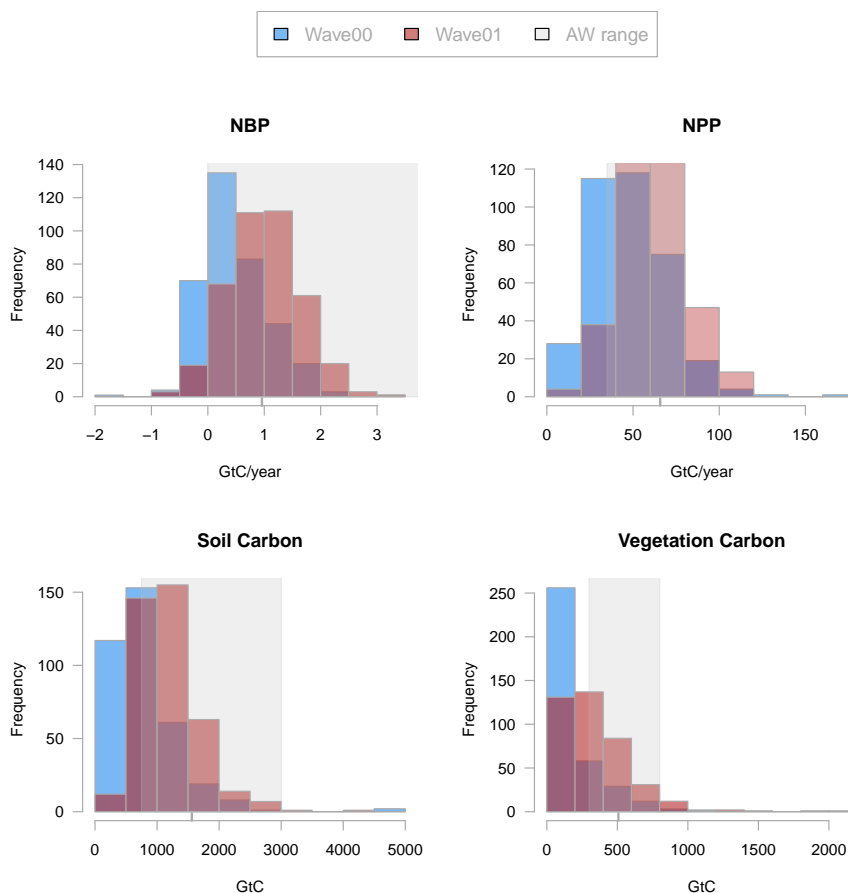 Wave00 Wave01 AW range
NBP
Frequency
0 20 40 60 80 100 120 140
−2 −1 0 1 2 3
GtC/year
NPP
Frequency
0 20 40 60 80 100 120
0 50 100 150
GtC/year
Soil Carbon
Frequency
0 50 100 150
0 1000 2000 3000 4000 5000
GtC
Vegetation Carbon
Frequency
0 50 100 150 200 250
0 500 1000 1500 2000
GtC